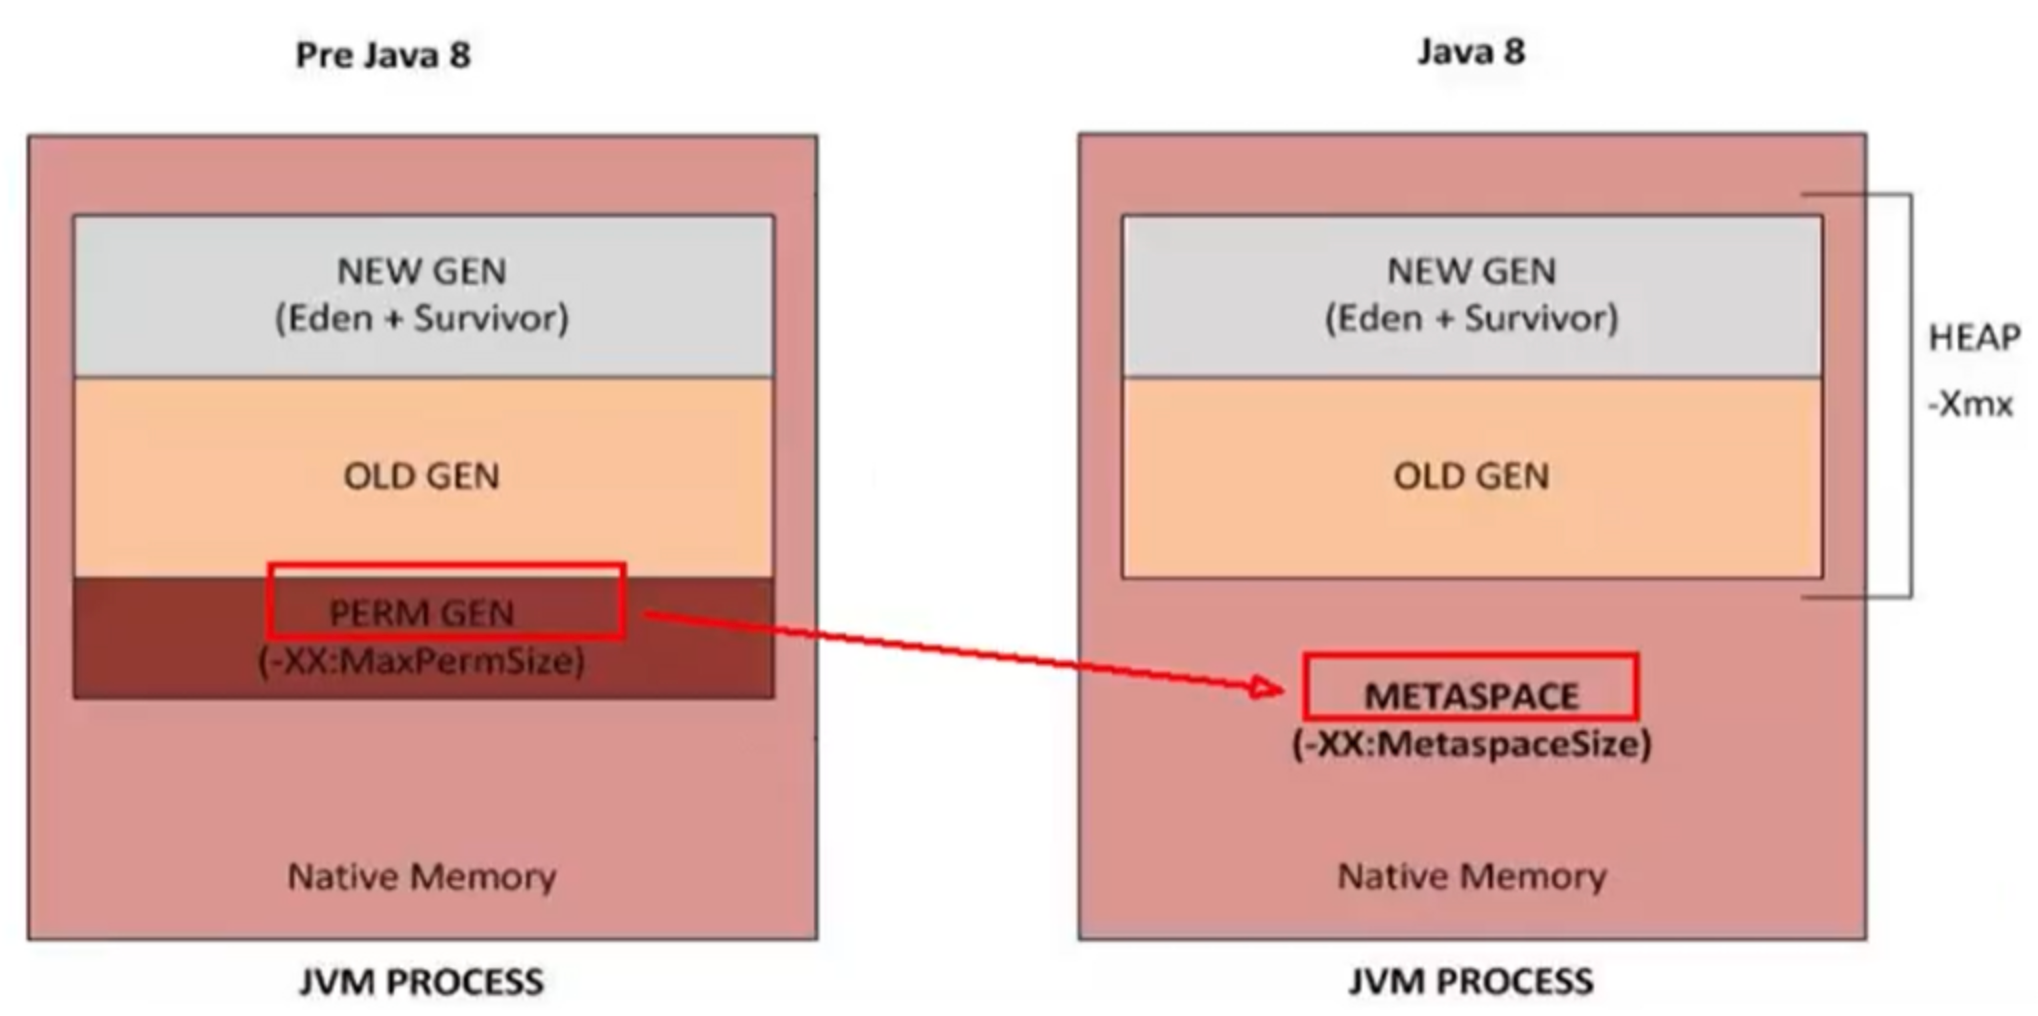 Pre Java 8
NEW GEN
(Eden + Survivor)
OLD GEN
PERM GEN
(-XX:MaxPermSize)
Native Memory
JVM PROCESS
Java 8
NEW GEN
(Eden + Survivor)
OLD GEN
HEAP
-Xmx
METASPACE
(-XX:MetaspaceSize)
Native Memory
JVM PROCESS